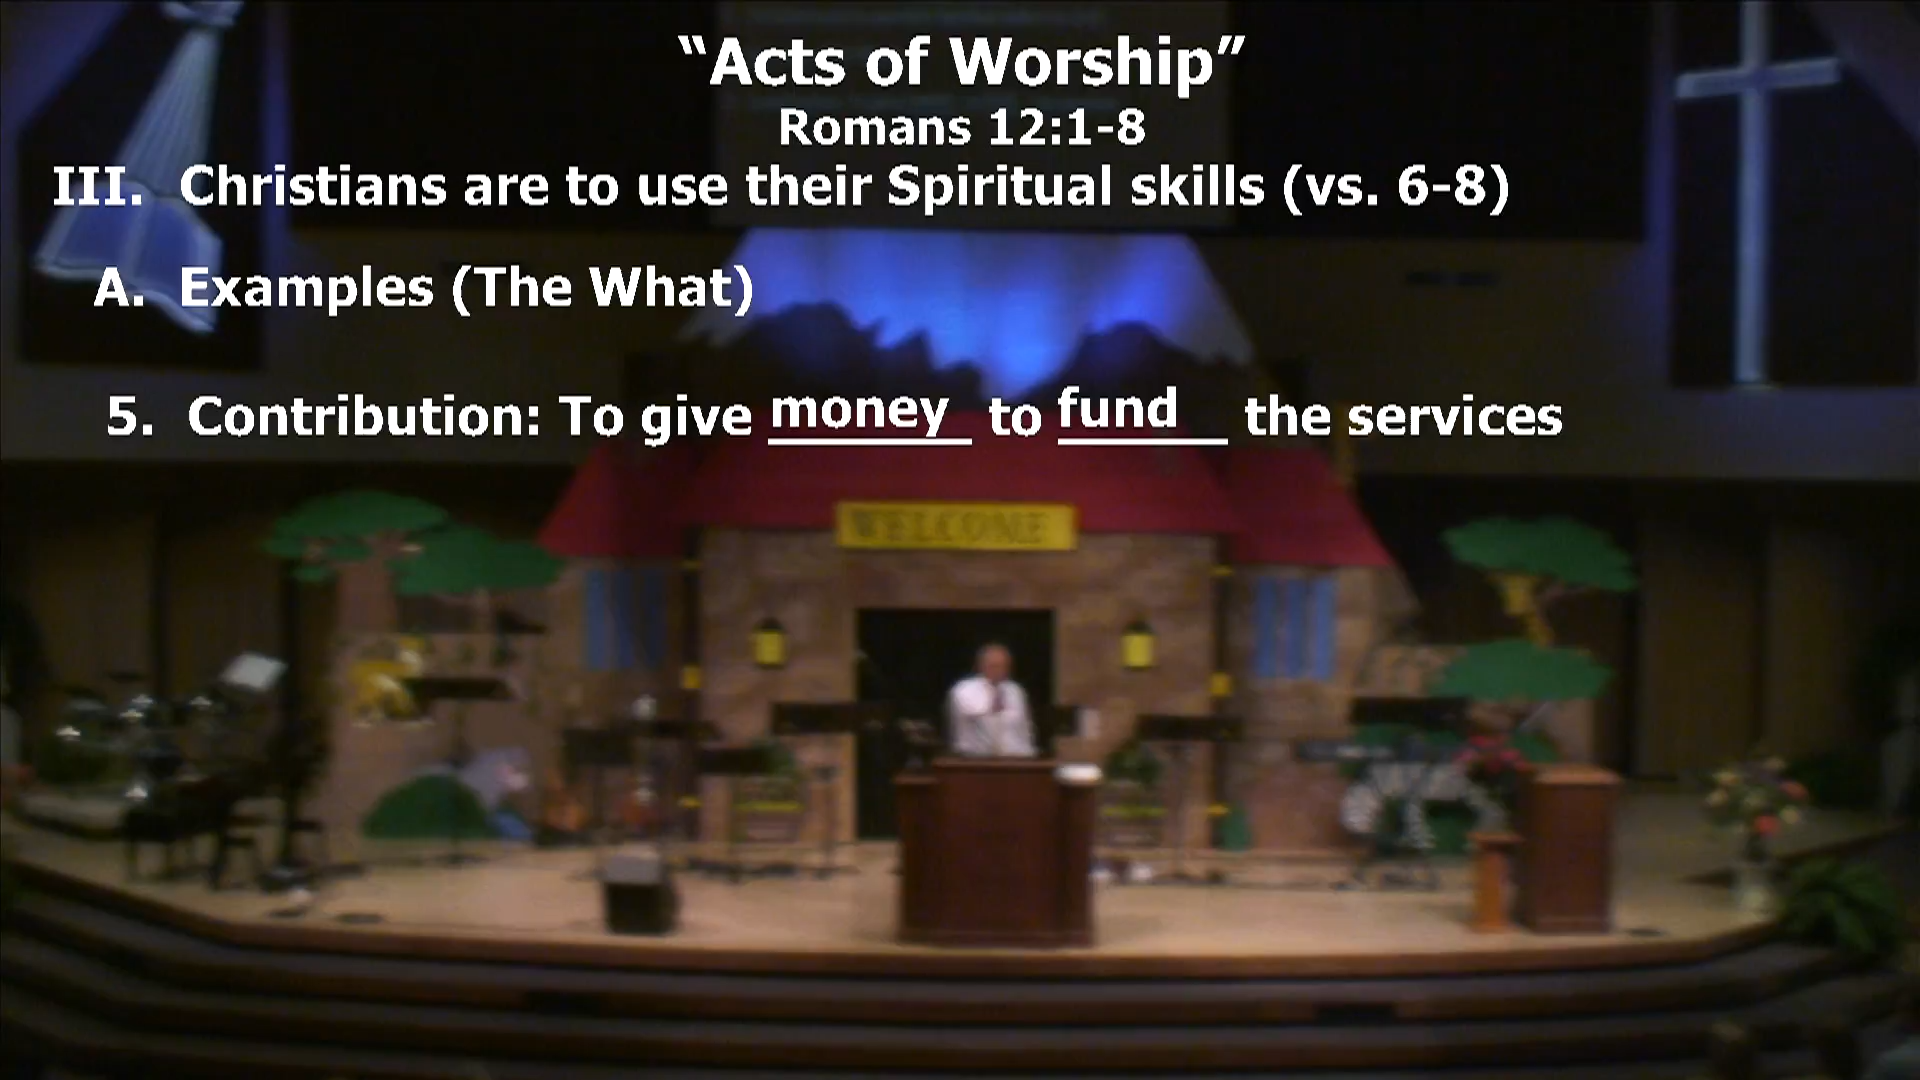 “Acts of Worship”
Romans 12:1-8
III. Christians are to use their Spiritual skills (vs. 6-8)
A. Examples (The What)
5. Contribution: To give money to fund the services
WELCOME